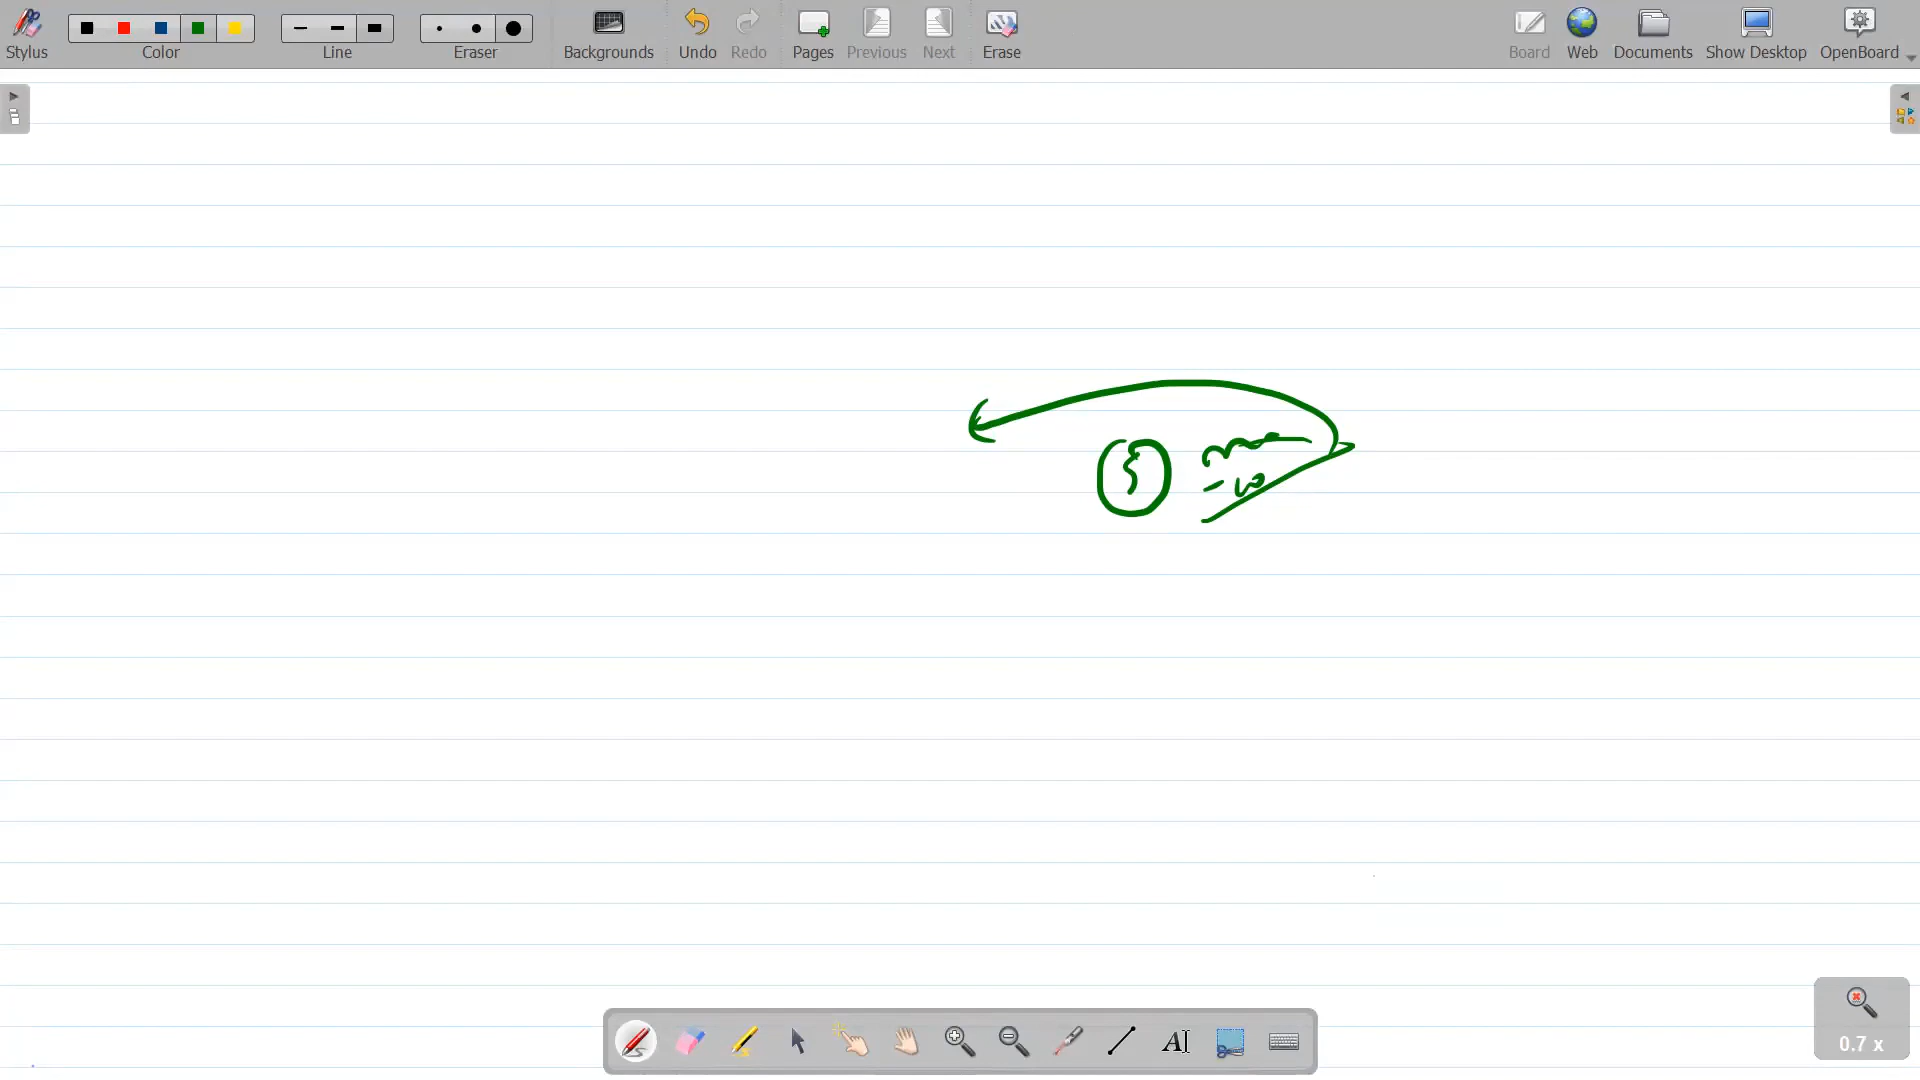 Stylus Color Line Eraser Backgrounds Undo Redo Pages Previous Next Erase Board Web Documents Show Desktop OpenBoard
AI
0.7 x